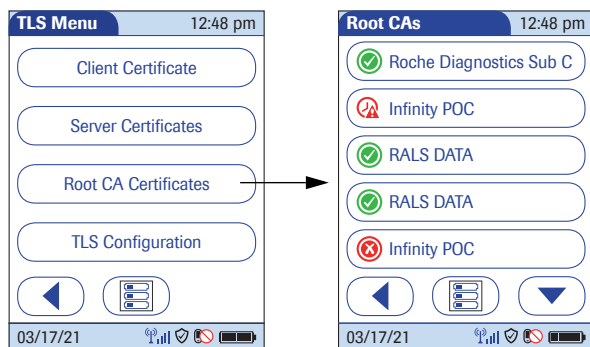 TLS Menu 12:48 pm
Client Certificate
Server Certificates
Root CA Certificates
TLS Configuration
03/17/21
Root CAs 12:48 pm
Roche Diagnostics Sub C
Infinity POC
RALS DATA
RALS DATA
Infinity POC
03/17/21